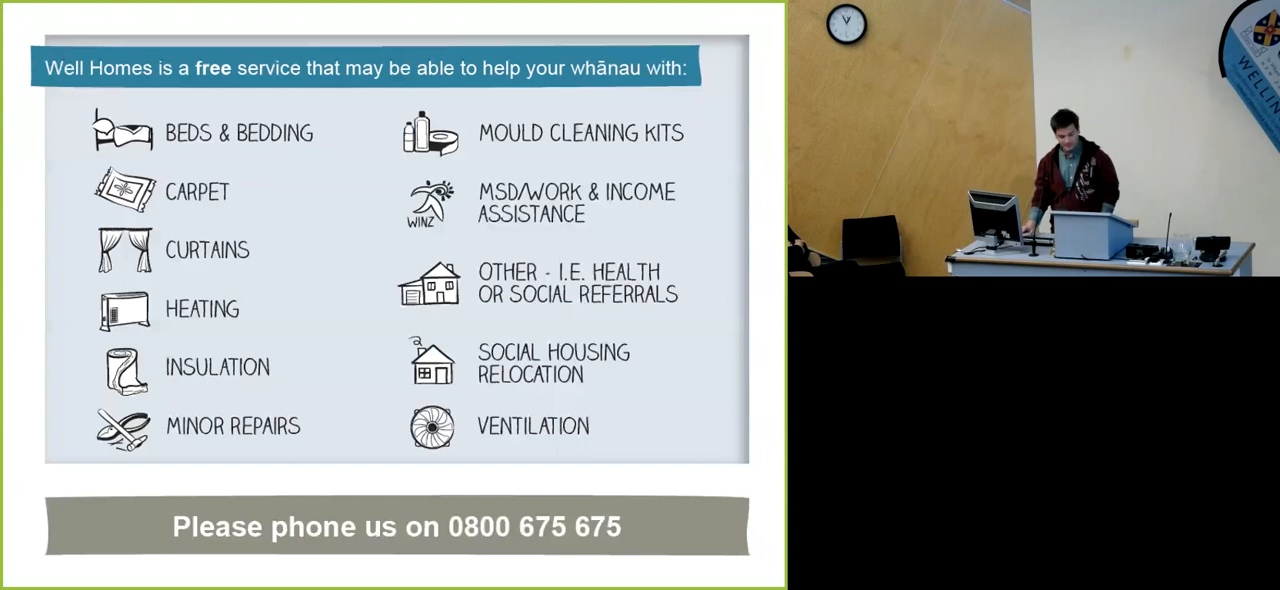 Well Homes is a free service that may be able to help your whānau with:
BEDS & BEDDING
CARPET
CURTAINS
HEATING
INSULATION
MINOR REPAIRS
MOULD CLEANING KITS
WINZ
MSD/WORK & INCOME
ASSISTANCE
OTHER - I.E. HEALTH
OR SOCIAL REFERRALS
SOCIAL HOUSING
RELOCATION
VENTILATION
Please phone us on 0800 675 675